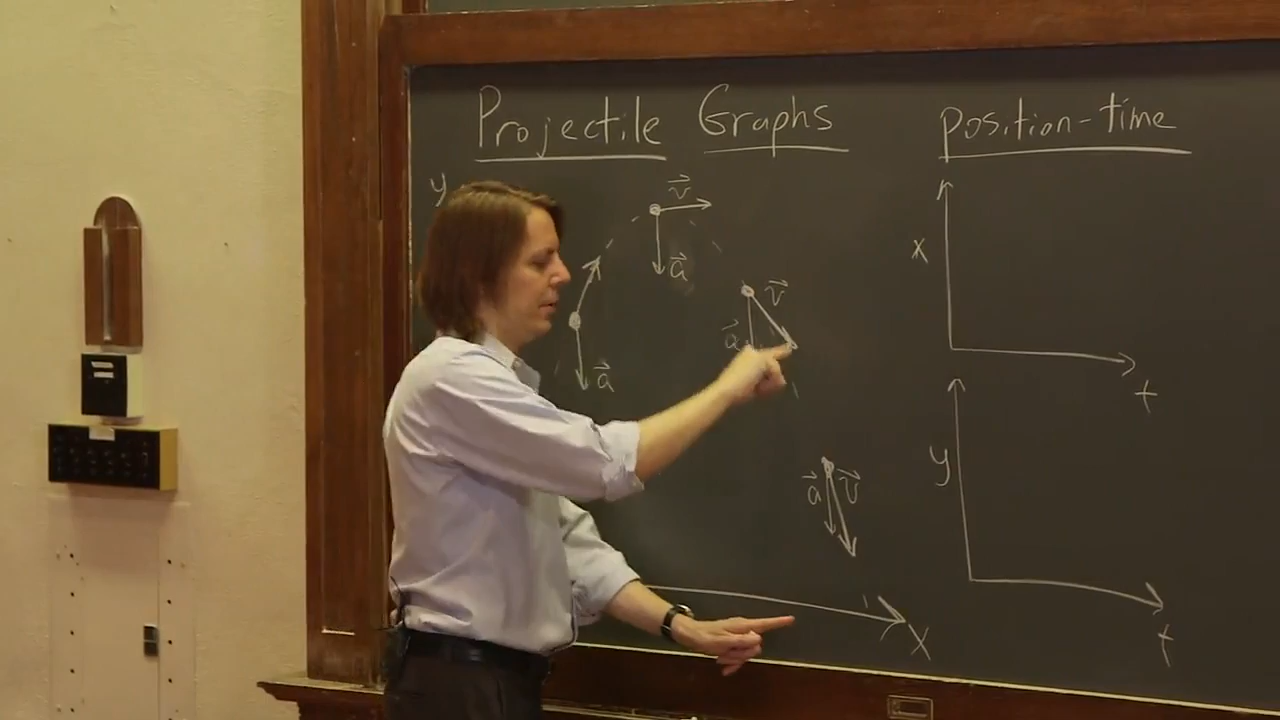 Projectile Graphs
position-time
y
v
a
a
v
a
a v
x
x
t
y
t